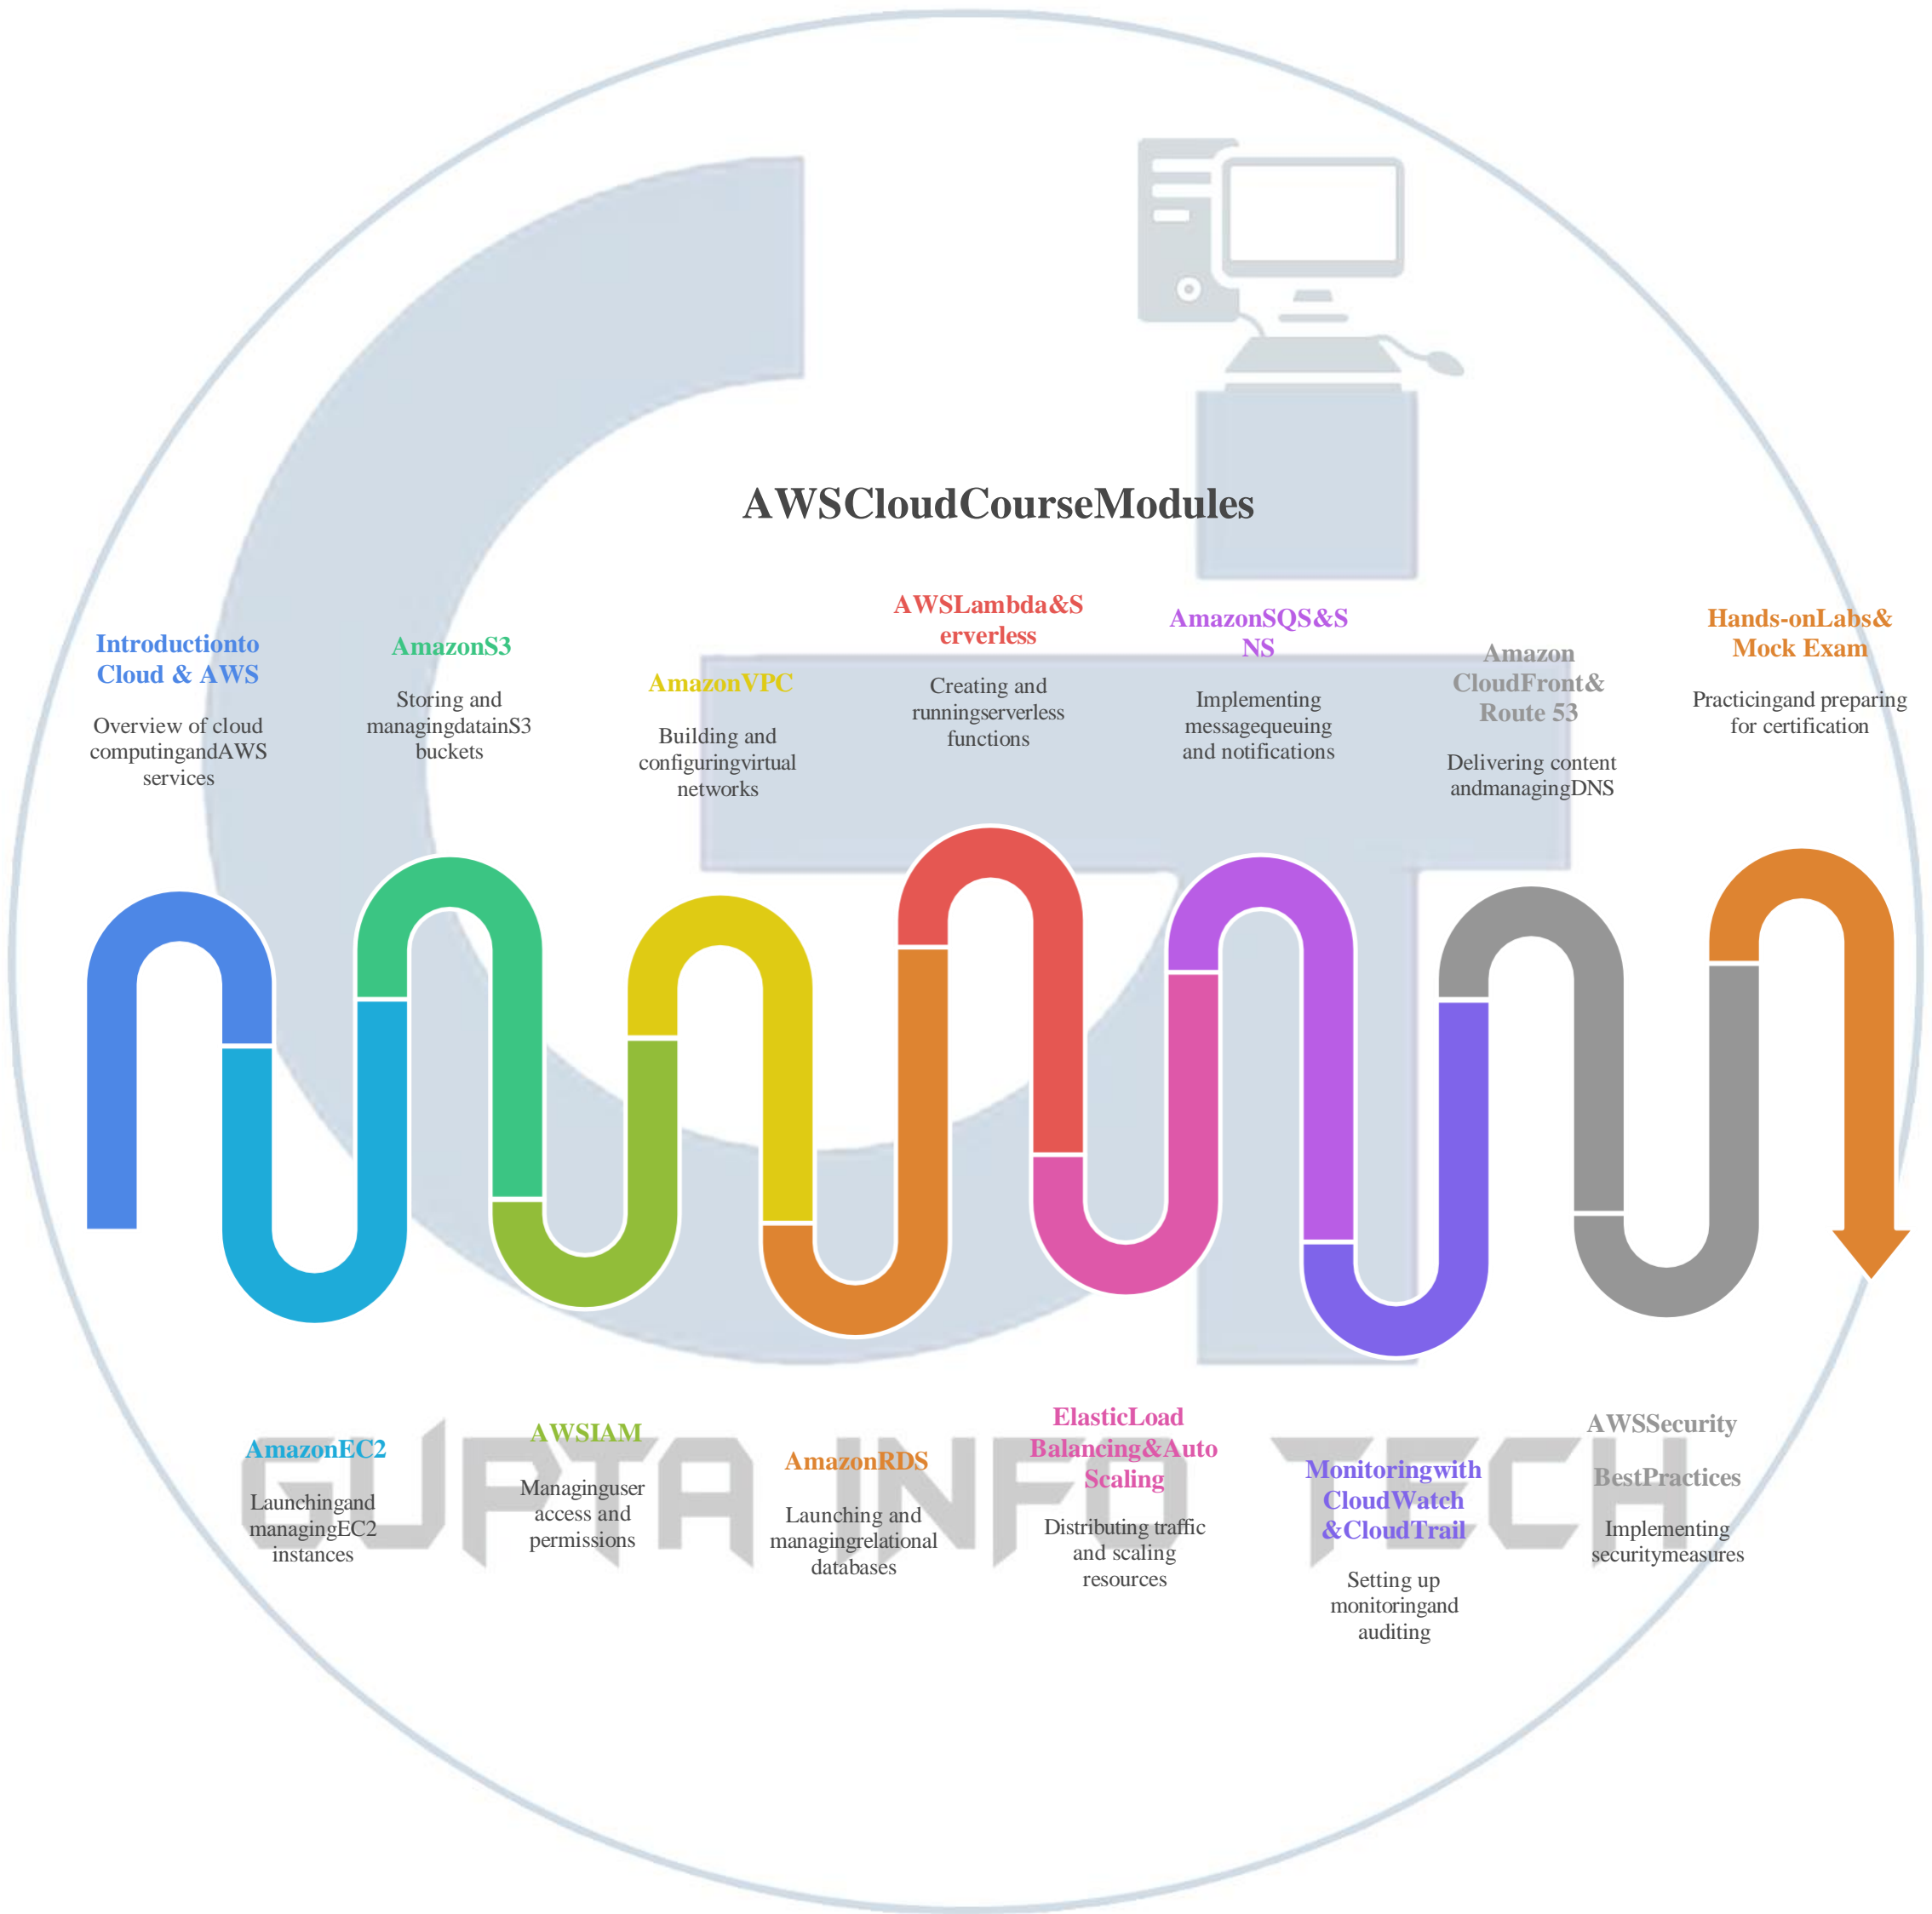 AWSCloudCourseModules
Introductionto
Cloud & AWS
Overview of cloud
computingandAWS
services
AmazonEC2
Launchingand
managingEC2
instances
AmazonS3
Storing and
managingdatainS3
buckets
AWSIAM
Managinguser
access and
permissions
AmazonVPC
Building and
configuringvirtual
networks
AmazonRDS
Launching and
managingrelational
databases
AWSLambda&S
erverless
Creating and
runningserverless
functions
ElasticLoad
Balancing&Auto
Scaling
Distributing traffic
and scaling
resources
AmazonSQS&S
NS
Implementing
messagequeuing
and notifications
Monitoringwith
CloudWatch
&CloudTrail
Setting up
monitoringand
auditing
Amazon
CloudFront&
Route 53
Delivering content
andmanagingDNS
AWSSecurity
BestPractices
Implementing
securitymeasures
Hands-onLabs&
Mock Exam
Practicingand preparing
for certification
GUPTA INFO TECH